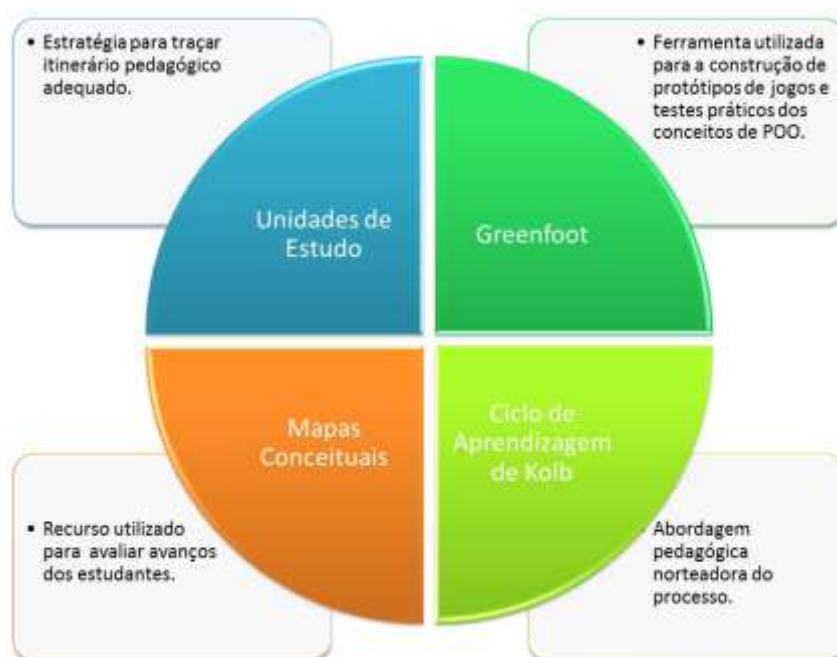 • Estratégia para traçar
itinerário pedagógico
adequado.
• Ferramenta utilizada
para a construção de
protótipos de jogos e
testes práticos dos
conceitos de POO.
Unidades de
Estudo
Greenfoot
Mapas
Conceituais
Ciclo de
Aprendizagem
de Kolb
• Recurso utilizado
para avaliar avanços
dos estudantes.
• Abordagem
pedagógica
norteadora do
processo.